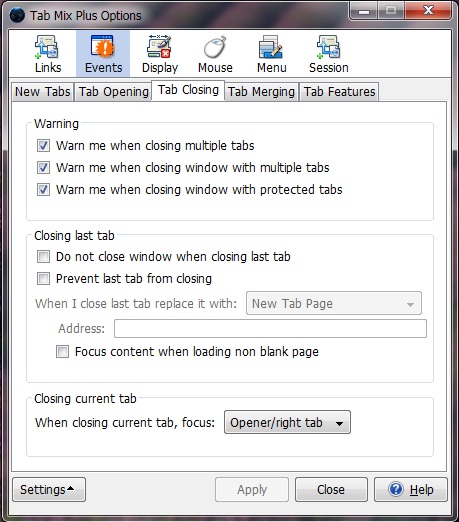 Tab Mix Plus Options
Links Events Display Mouse Menu Session
New Tabs Tab Opening Tab Closing Tab Merging Tab Features
Warning
Warn me when closing multiple tabs
Warn me when closing window with multiple tabs
Warn me when closing window with protected tabs
Closing last tab
Do not close window when closing last tab
Prevent last tab from closing
When I close last tab replace it with: New Tab Page
Address:
Focus content when loading non blank page
Closing current tab
When closing current tab, focus: Opener/right tab
Settings Apply Close Help